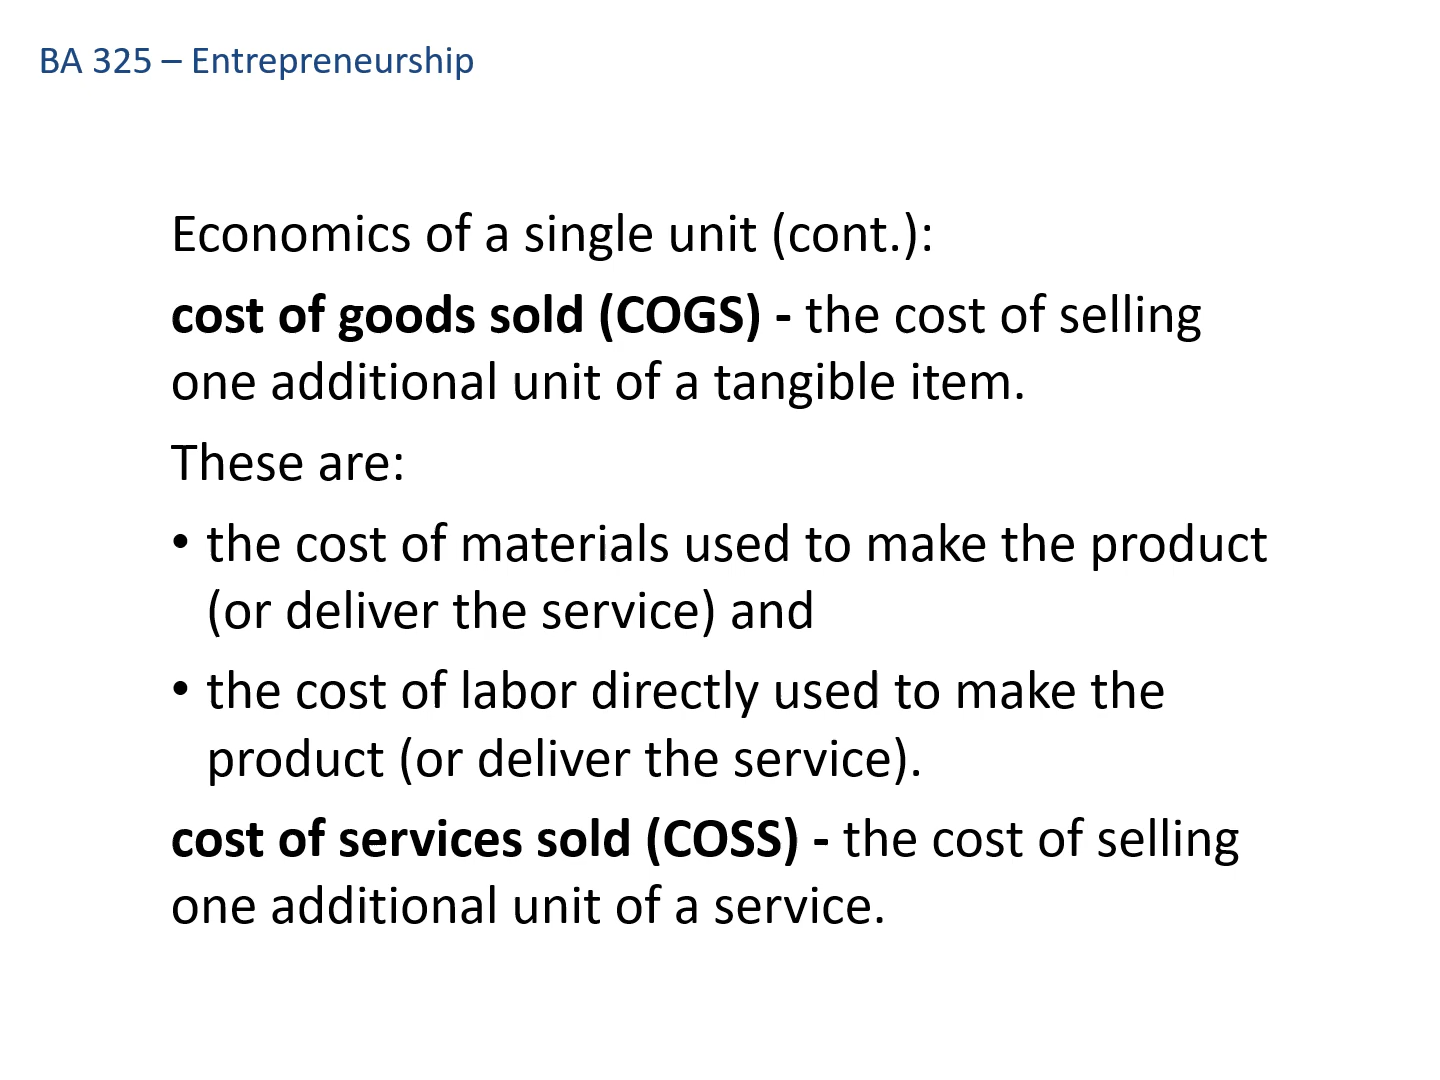 BA 325 – Entrepreneurship
Economics of a single unit (cont.):
cost of goods sold (COGS) - the cost of selling
one additional unit of a tangible item.
These are:
• the cost of materials used to make the product
(or deliver the service) and
• the cost of labor directly used to make the
product (or deliver the service).
cost of services sold (COSS) - the cost of selling
one additional unit of a service.